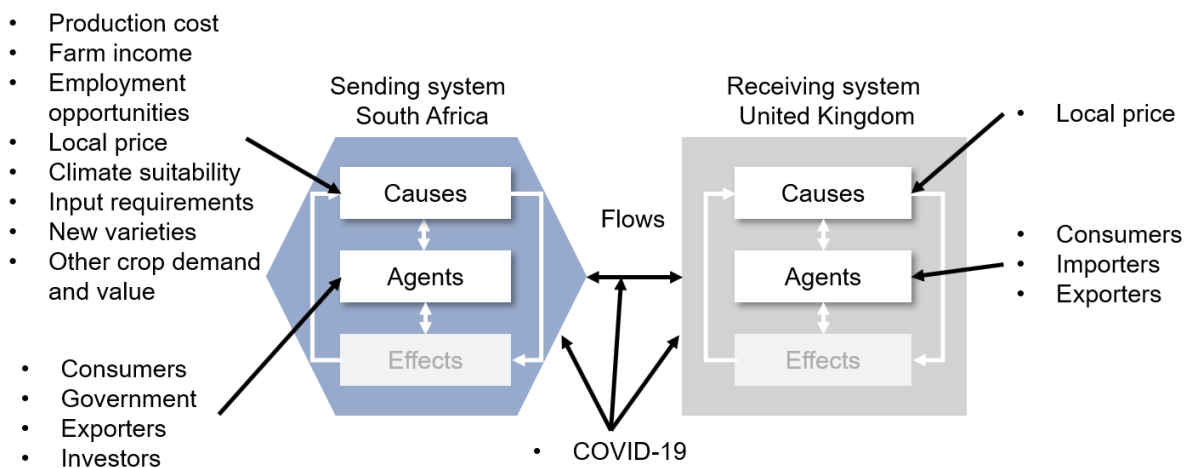 • Production cost
• Farm income
• Employment
opportunities
• Local price
• Climate suitability
• Input requirements
• New varieties
• Other crop demand
and value
• Consumers
• Government
• Exporters
• Investors
Sending system
South Africa
Causes
Agents
Effects
Flows
• COVID-19
Receiving system
United Kingdom
Causes
Agents
Effects
• Local price
• Consumers
• Importers
• Exporters